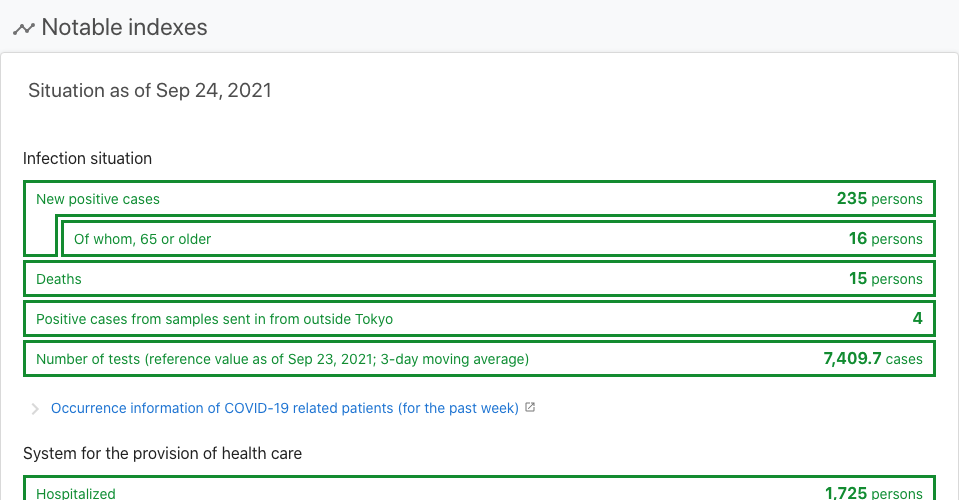 Notable indexes
Situation as of Sep 24, 2021
Infection situation
New positive cases 235 persons
Of whom, 65 or older 16 persons
Deaths 15 persons
Positive cases from samples sent in from outside Tokyo 4
Number of tests (reference value as of Sep 23, 2021; 3-day moving average) 7,409.7 cases
Occurrence information of COVID-19 related patients (for the past week)
System for the provision of health care
Hospitalized 1,725 persons